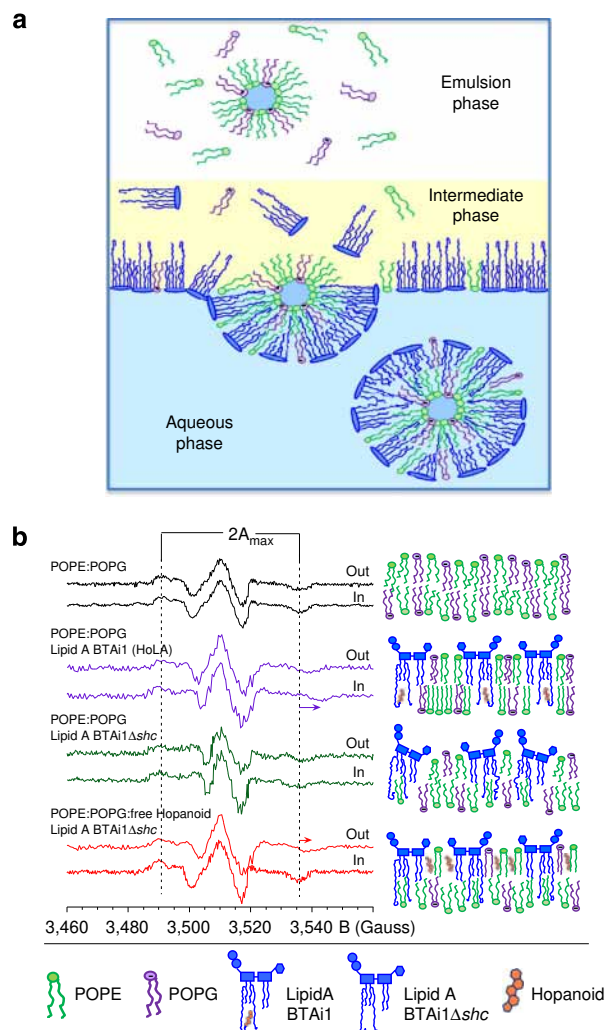 a
Emulsion
phase
Intermediate
phase
Aqueous
phase
b
2Amax
POPE:POPG
Out
In
POPE:POPG
Lipid A BTAi1 (HoLA)
Out
In
POPE:POPG
Lipid A BTAi1Δshc
Out
In
POPE:POPG:free Hopanoid
Lipid A BTAi1Δshc
Out
In
3,460 3,480 3,500 3,520 3,540 B (Gauss)
POPE
POPG
LipidA
BTAi1
Lipid A
BTAi1Δshc
Hopanoid